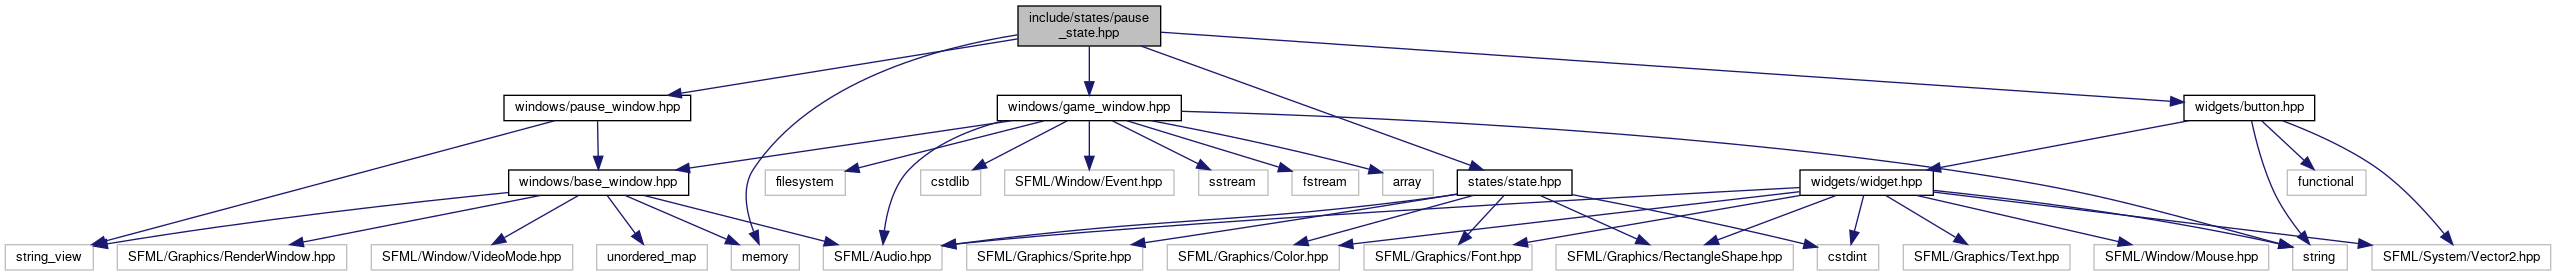 include/states/pause
_state.hpp
windows/pause_window.hpp
windows/game_window.hpp
widgets/button.hpp
windows/base_window.hpp
filesystem
cstdlib
SFML/Window/Event.hpp
sstream
fstream
array
states/state.hpp
widgets/widget.hpp
functional
string_view
SFML/Graphics/RenderWindow.hpp
SFML/Window/VideoMode.hpp
unordered_map
memory
SFML/Audio.hpp
SFML/Graphics/Sprite.hpp
SFML/Graphics/Color.hpp
SFML/Graphics/Font.hpp
SFML/Graphics/RectangleShape.hpp
cstdint
SFML/Graphics/Text.hpp
SFML/Window/Mouse.hpp
string
SFML/System/Vector2.hpp